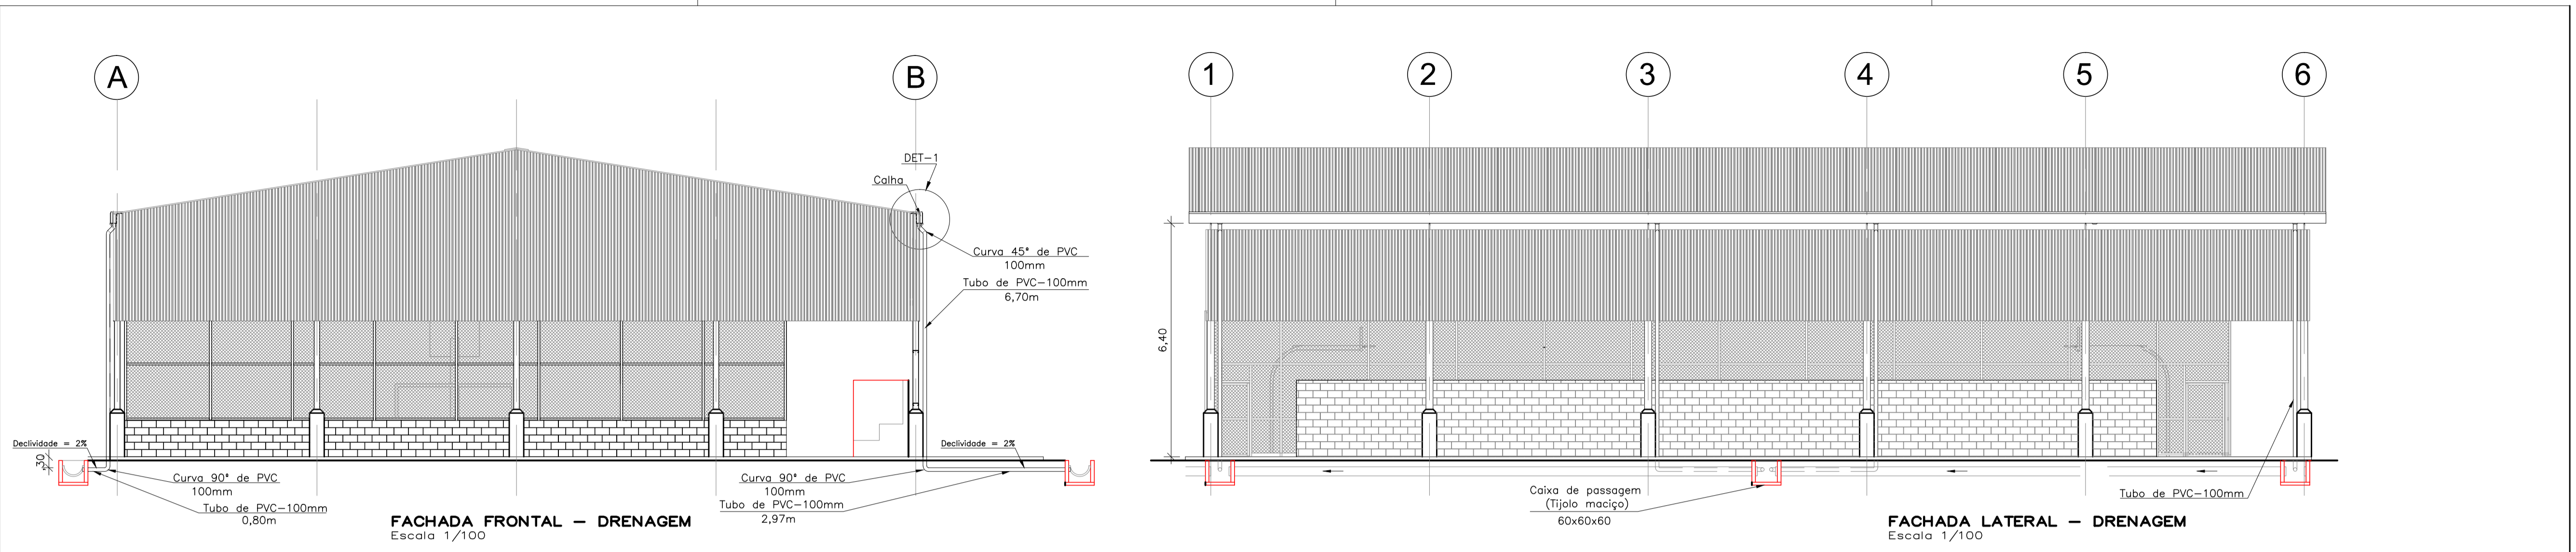 A
B
1
2
3
4
5
6
DET-1
Calha
Curva 45° de PVC
100mm
Tubo de PVC-100mm
6,70m
6,40
Declividade = 2%
,30
Curva 90° de PVC
100mm
Tubo de PVC-100mm
0,80m
Declividade = 2%
Curva 90° de PVC
100mm
Tubo de PVC-100mm
2,97m
FACHADA FRONTAL - DRENAGEM
Escala 1/100
Caixa de passagem
(Tijolo maciço)
60x60x60
Tubo de PVC-100mm
FACHADA LATERAL - DRENAGEM
Escala 1/100